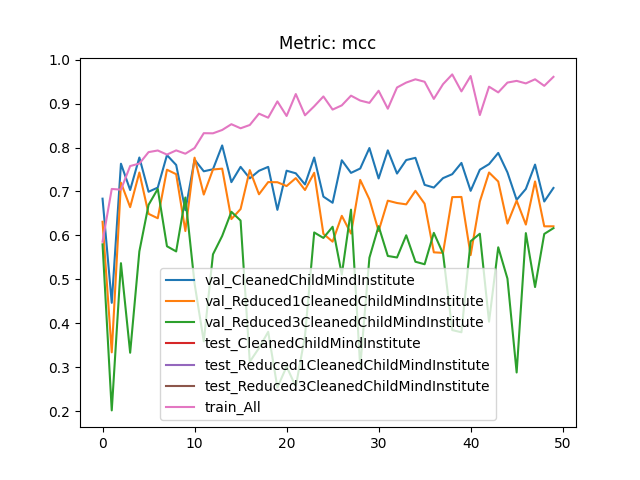 Metric: mcc
1.0
0.9
0.8
0.7
0.6
0.5
0.4
0.3
0.2
val_CleanedChildMindInstitute
val_Reduced1CleanedChildMindInstitute
val_Reduced3CleanedChildMindInstitute
test_CleanedChildMindInstitute
test_Reduced1CleanedChildMindInstitute
test_Reduced3CleanedChildMindInstitute
train_All
0 10 20 30 40 50